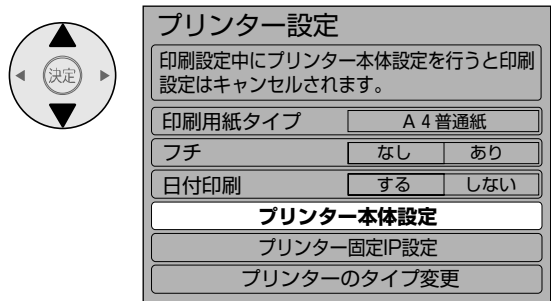 決定
プリンター設定
印刷設定中にプリンター本体設定を行うと印刷
設定はキャンセルされます。
印刷用紙タイプ A4普通紙
フチ なし あり
日付印刷 する しない
プリンター本体設定
プリンター固定IP設定
プリンターのタイプ変更